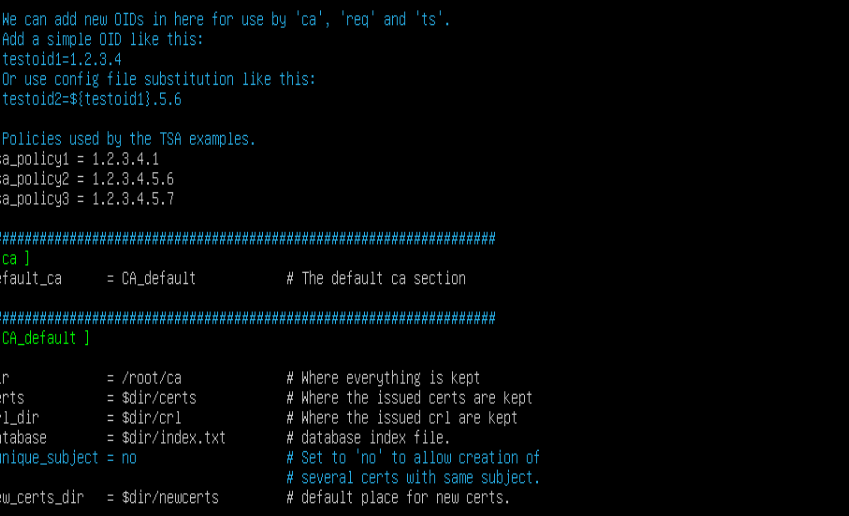 We can add new OIDs in here for use by 'ca', 'req' and 'ts'.
Add a simple OID like this:
testoid1=1.2.3.4
Or use config file substitution like this:
testoid2=${testoid1}.5.6
Policies used by the TSA examples.
sa_policy1 = 1.2.3.4.1
sa_policy2 = 1.2.3.4.5.6
sa_policy3 = 1.2.3.4.5.7
##################################################################
ca ]
efault_ca = CA_default # The default ca section
##################################################################
CA_default ]
ir = /root/ca # Where everything is kept
erts = $dir/certs # Where the issued certs are kept
rl_dir = $dir/crl # Where the issued crl are kept
atabase = $dir/index.txt # database index file.
unique_subject = no # Set to 'no' to allow creation of
# several certs with same subject.
ew_certs_dir = $dir/newcerts # default place for new certs.